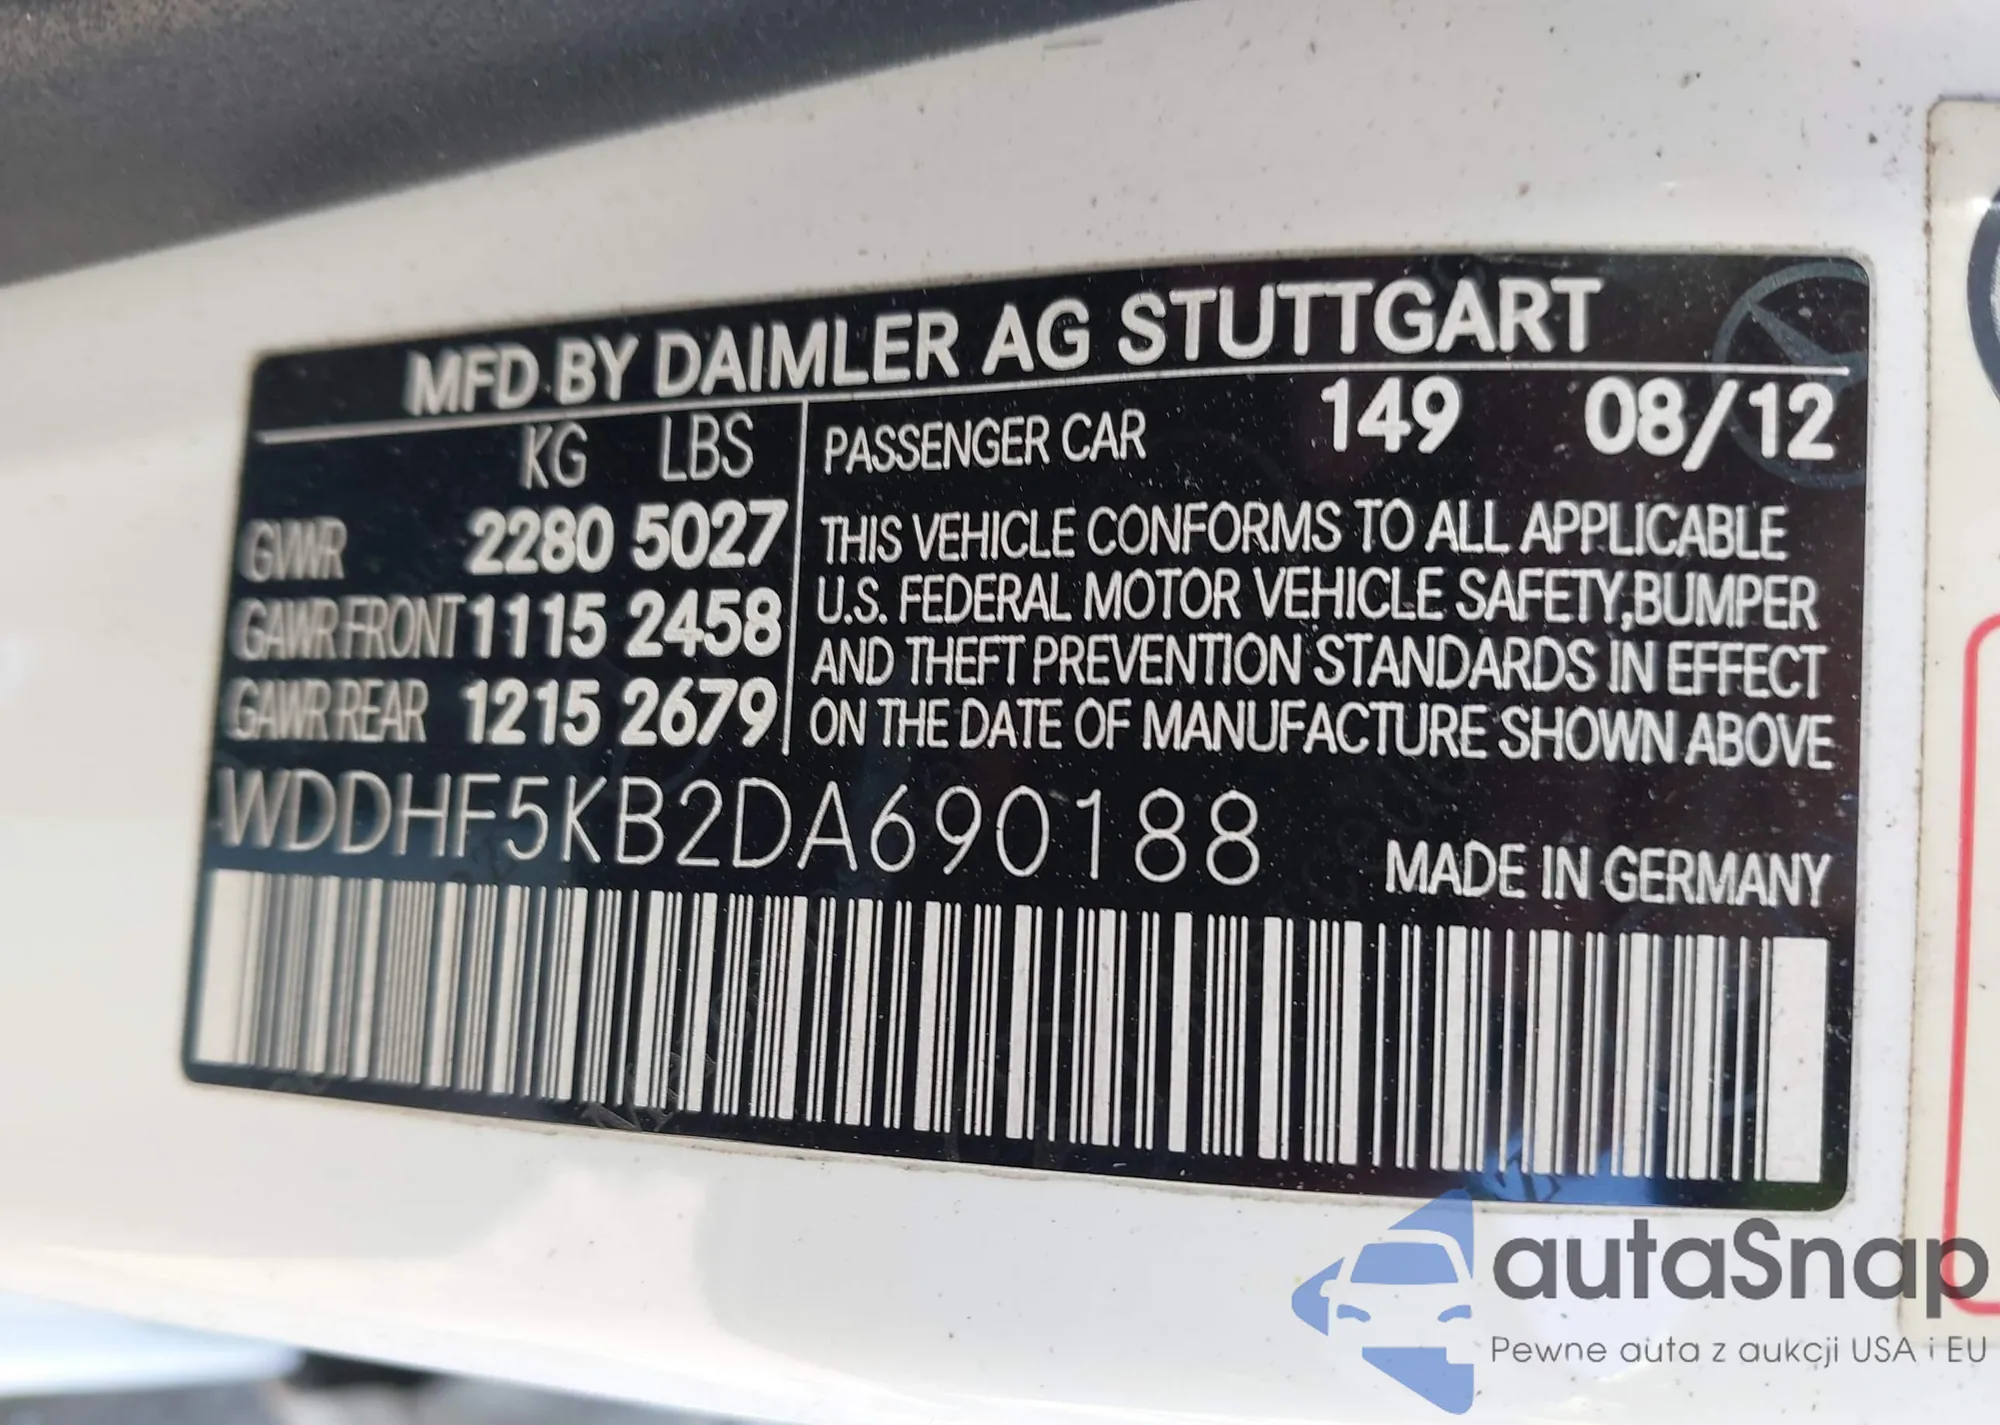 MFD BY DAIMLER AG STUTTGART
KG LBS
GVWR 2280 5027
GAWR FRONT 1115 2458
GAWR REAR 1215 2679
PASSENGER CAR 149 08/12
THIS VEHICLE CONFORMS TO ALL APPLICABLE
U.S. FEDERAL MOTOR VEHICLE SAFETY,BUMPER
AND THEFT PREVENTION STANDARDS IN EFFECT
ON THE DATE OF MANUFACTURE SHOWN ABOVE
WDDHF5KB2DA690188
MADE IN GERMANY
autaSnap
Pewne auta z aukcji USA i EU